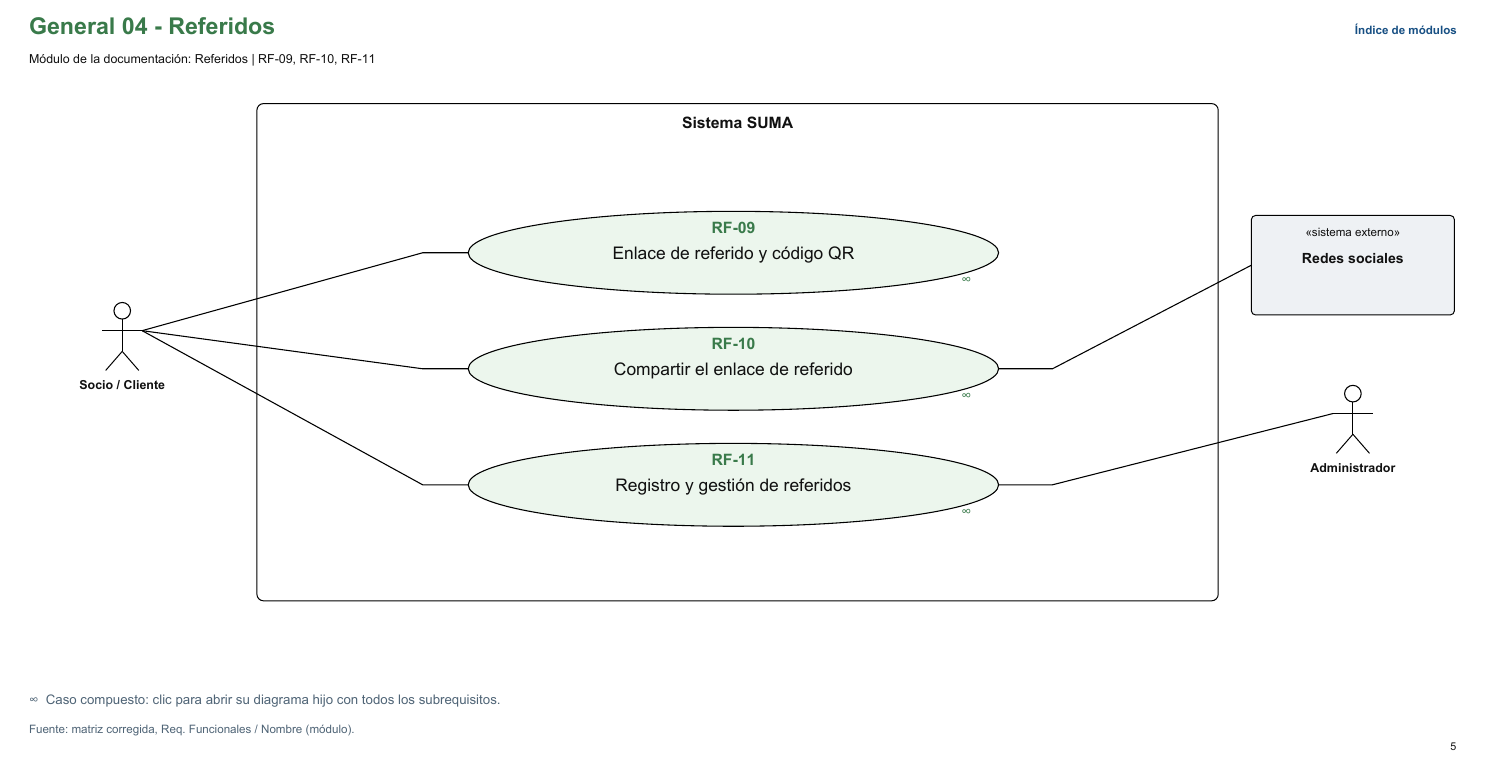 General 04 - Referidos
Índice de módulos
Módulo de la documentación: Referidos | RF-09, RF-10, RF-11
Sistema SUMA
RF-09
Enlace de referido y código QR
∞
«sistema externo»
Redes sociales
RF-10
Compartir el enlace de referido
∞
Socio / Cliente
RF-11
Registro y gestión de referidos
∞
Administrador
∞ Caso compuesto: clic para abrir su diagrama hijo con todos los subrequisitos.
Fuente: matriz corregida, Req. Funcionales / Nombre (módulo).
5